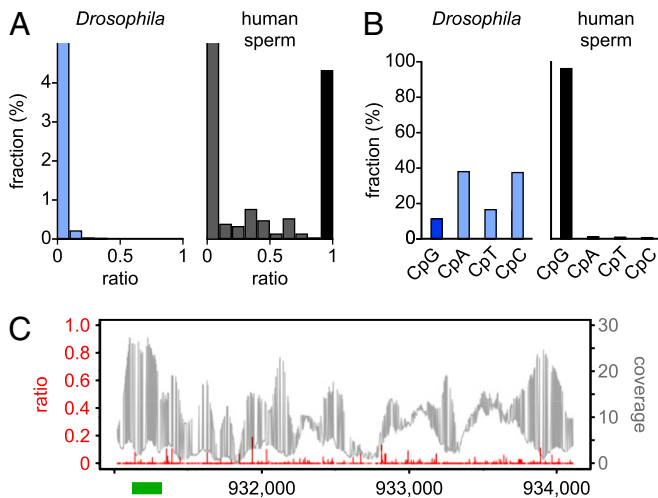 A
Drosophila
human
sperm
fraction (%)
4
3
2
1
0
0
0.5
1
ratio
0
0.5
1
ratio
B
Drosophila
human
sperm
fraction (%)
100
80
60
40
20
0
CpG
CpA
CpT
CpC
CpG
CpA
CpT
CpC
C
ratio
1.0
0.8
0.6
0.4
0.2
0
30
20
10
0
coverage
932,000
933,000
934,000